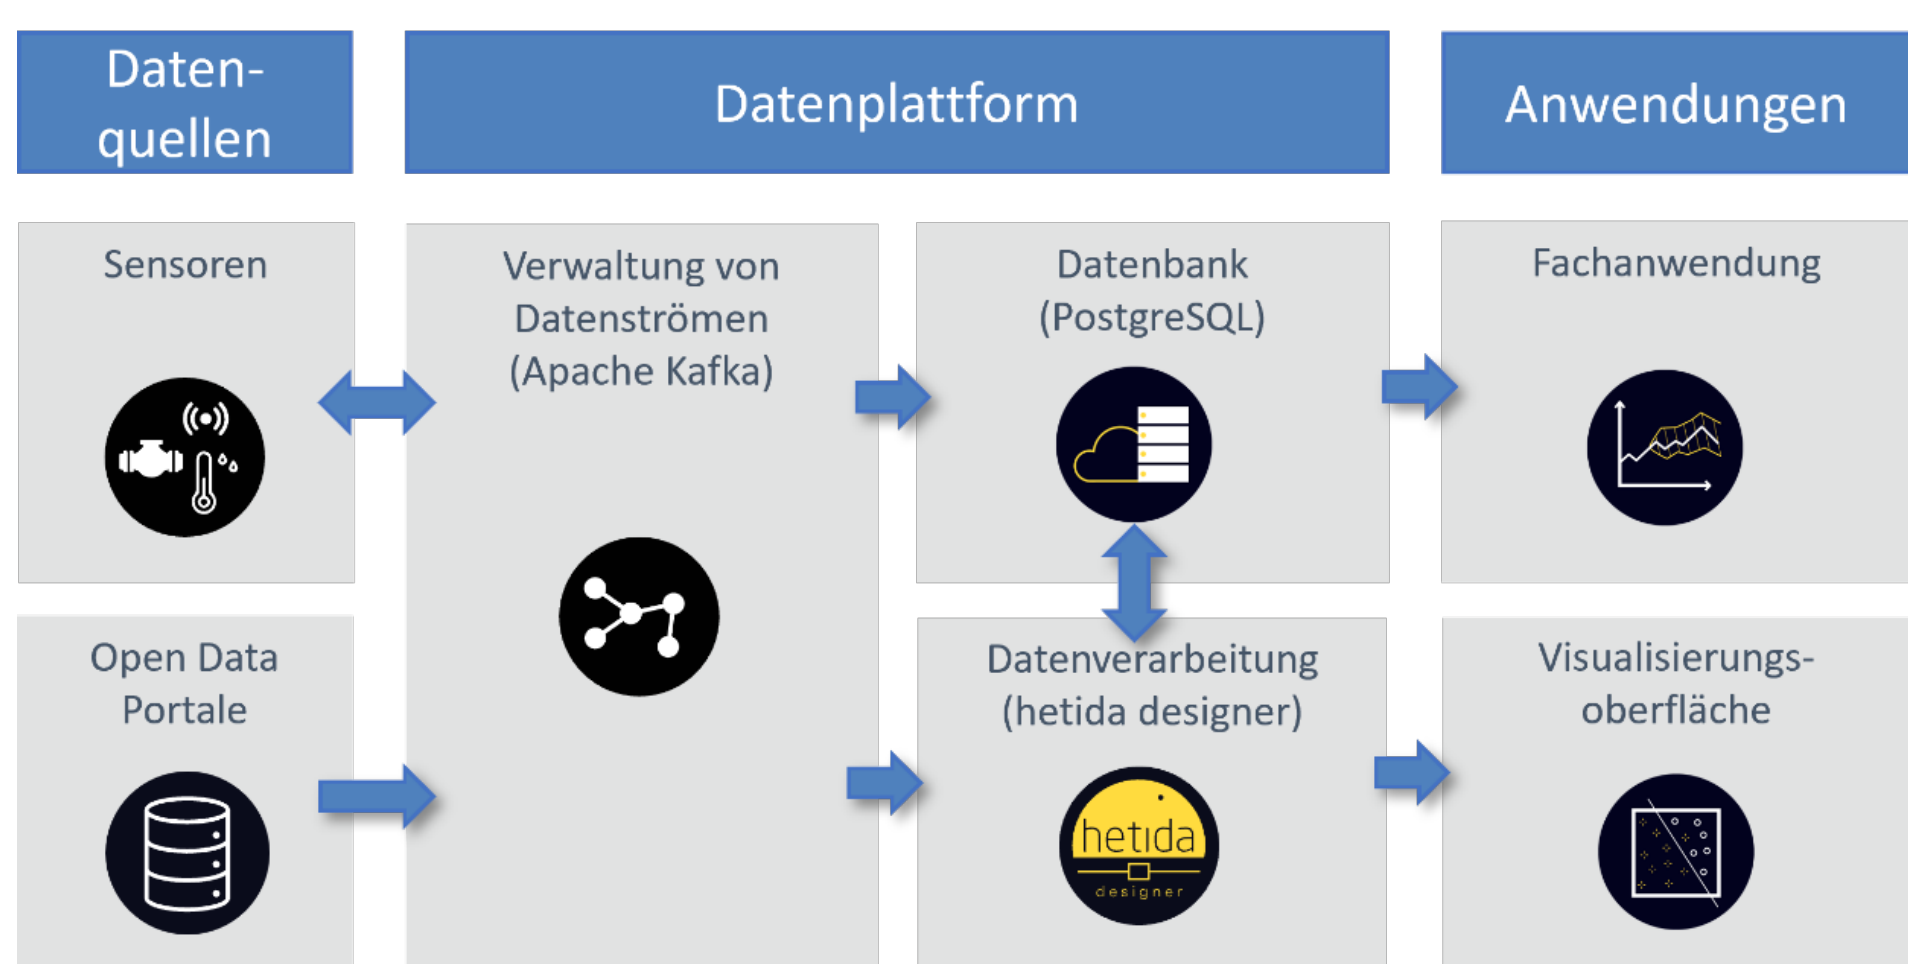 Daten-
quellen
Datenplattform
Anwendungen
Sensoren
Verwaltung von
Datenströmen
(Apache Kafka)
Datenbank
(PostgreSQL)
Fachanwendung
Open Data
Portale
Datenverarbeitung
(hetida designer)
hetida
designer
Visualisierungs-
oberfläche